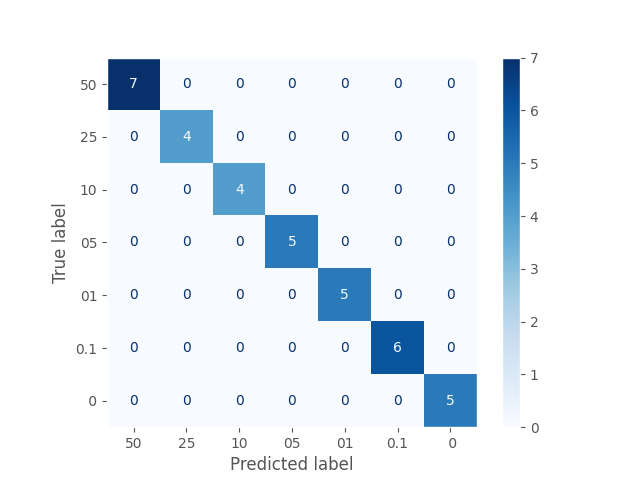 50 7 0 0 0 0 0 0
25 0 4 0 0 0 0 0
10 0 0 4 0 0 0 0
05 0 0 0 5 0 0 0
01 0 0 0 0 5 0 0
0.1 0 0 0 0 0 6 0
0 0 0 0 0 0 0 5
50 25 10 05 01 0.1 0
True label
Predicted label
7
6
5
4
3
2
1
0